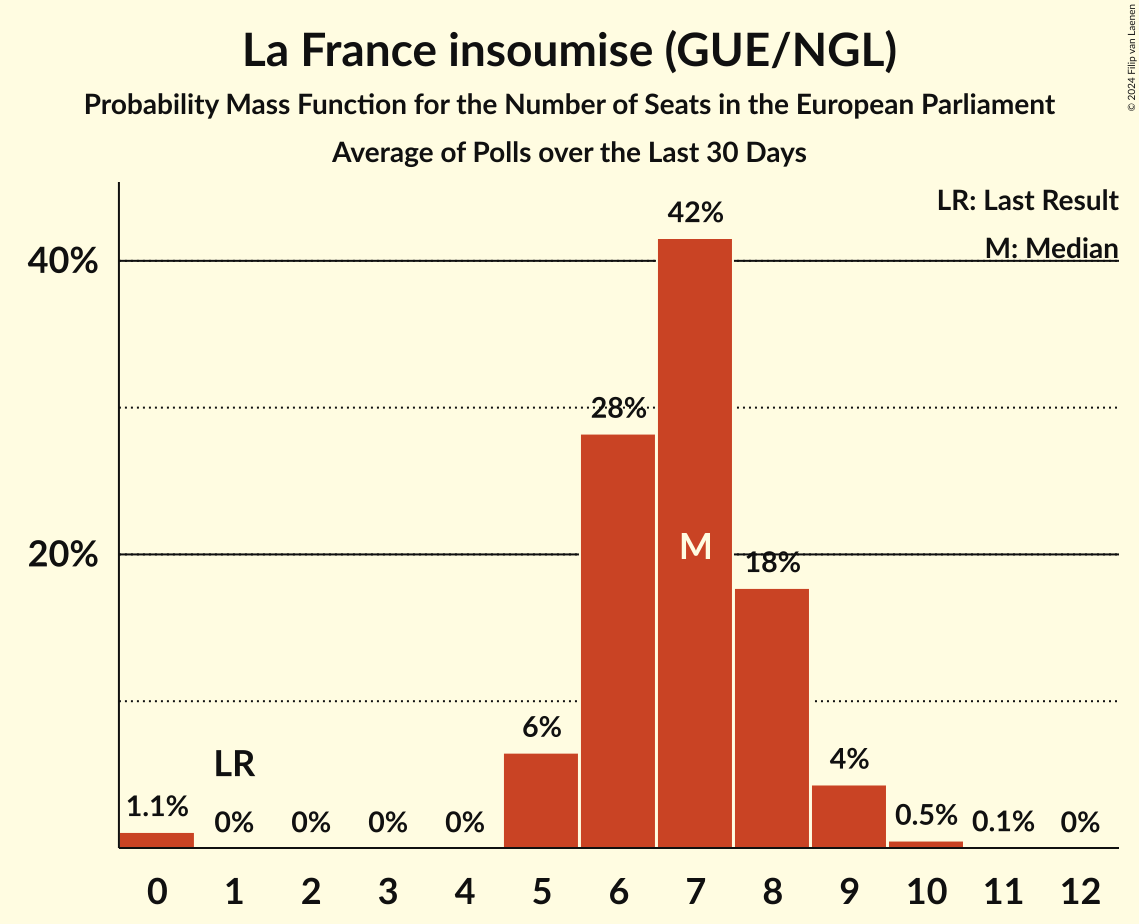 La France insoumise (GUE/NGL)
Probability Mass Function for the Number of Seats in the European Parliament
Average of Polls over the Last 30 Days
© 2024 Filip van Laenen
LR: Last Result
M: Median
42%
40%
28%
M
20%
18%
6%
LR
4%
1.1%
0%
0%
0%
0%
0.5%
0.1%
0%
0 1 2 3 4 5 6 7 8 9 10 11 12